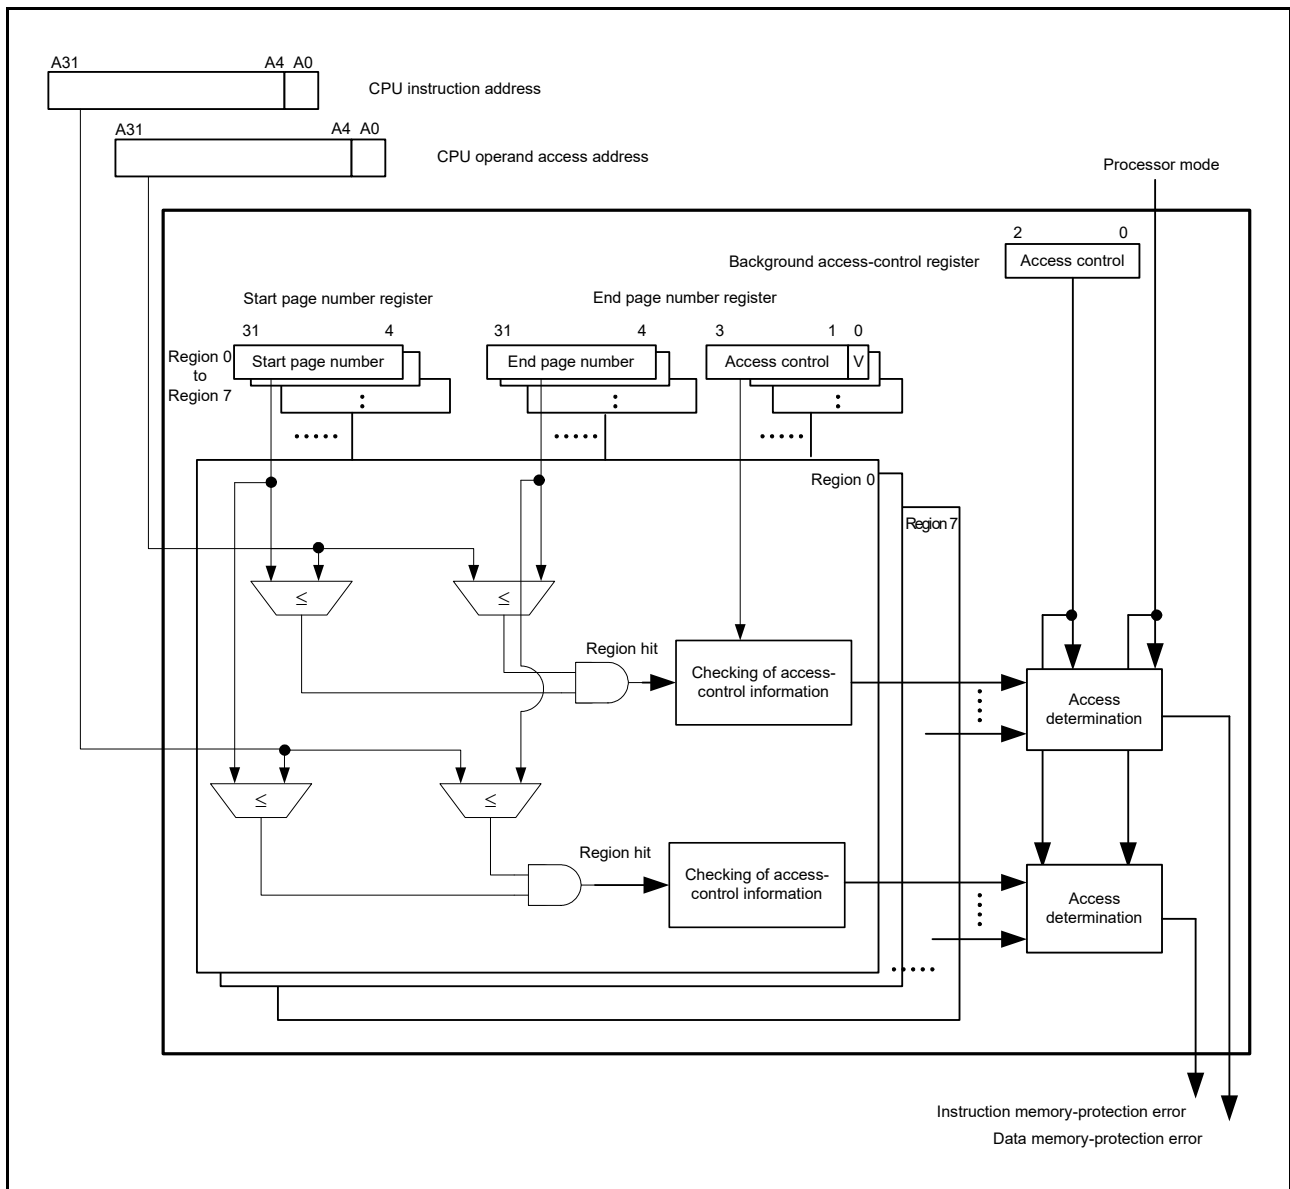 A31 A4 A0
CPU instruction address
A31 A4 A0
CPU operand access address
Processor mode
2 0
Background access-control register
Access control
Start page number register
End page number register
31 4
31 4
3 1 0
Region 0
to
Region 7
Start page number
End page number
Access control
V
Region 0
Region 7
≤
≤
Region hit
Checking of access-
control information
Access
determination
≤
≤
Region hit
Checking of access-
control information
Access
determination
Instruction memory-protection error
Data memory-protection error